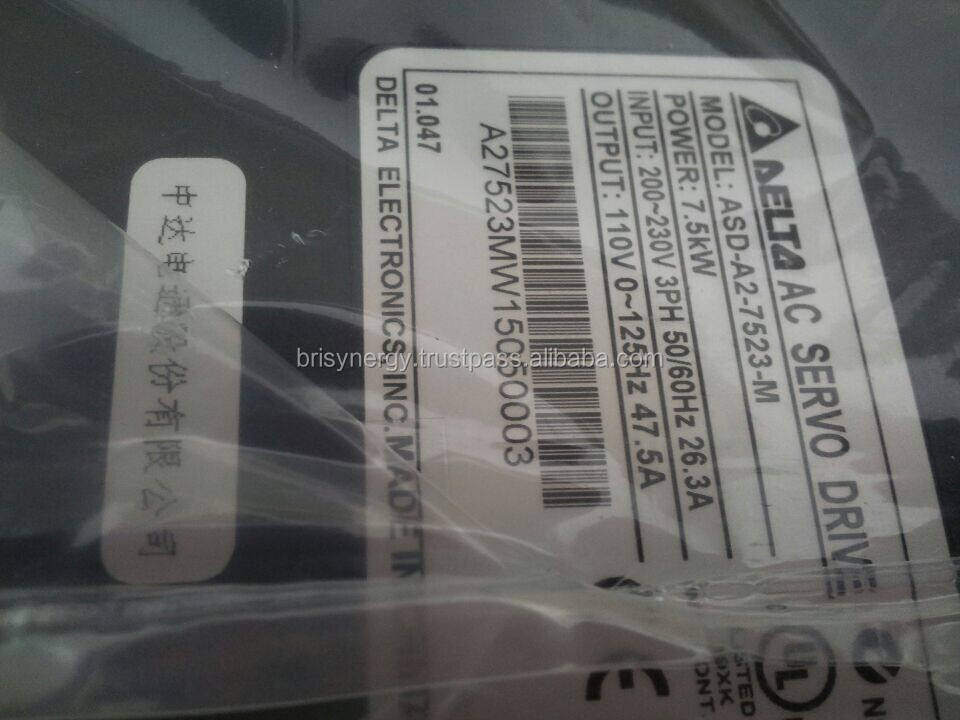 DELTA AC SERVO DRIVE
MODEL: ASD-A2-7523-M
POWER: 7.5kW
INPUT: 200~230V 3PH 50/60Hz 26.3A
OUTPUT: 110V 0~125Hz 47.5A
01.047
DELTA ELECTRONICS, INC. MADE IN
UL
CE
N
中达电通股份有限公司
brisynergy.trustpass.alibaba.com